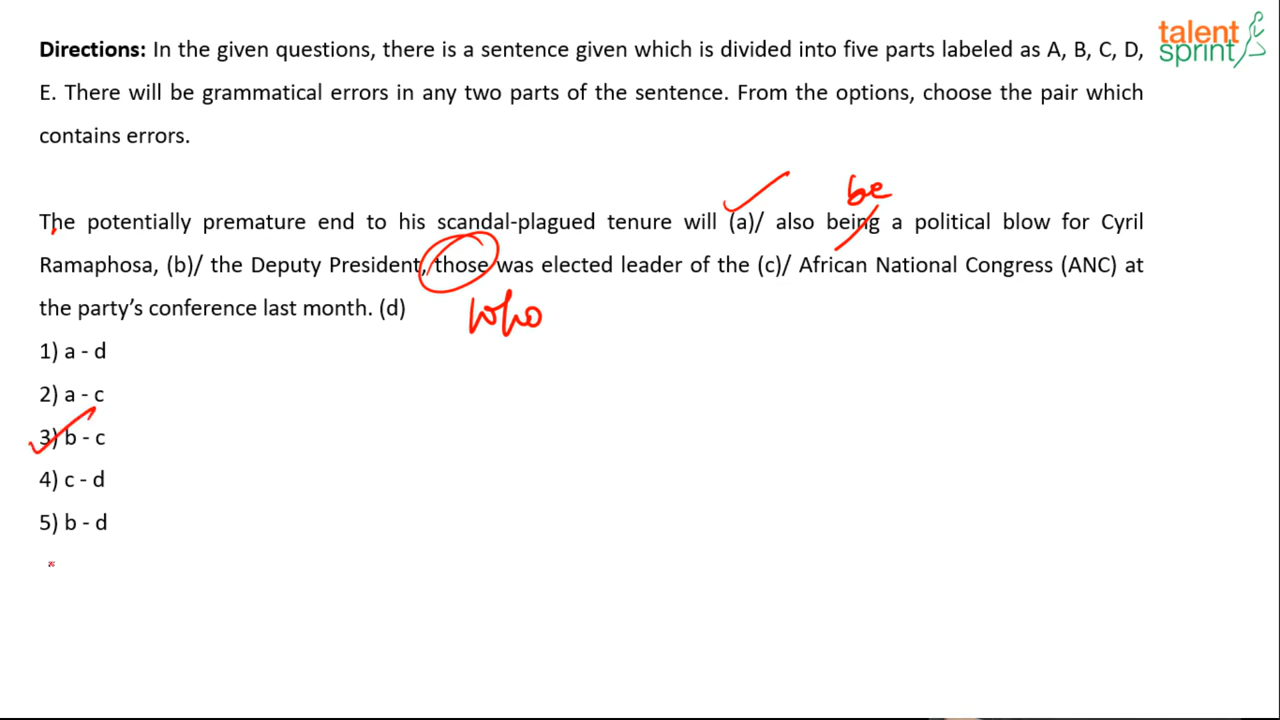 talent
sprint
Directions: In the given questions, there is a sentence given which is divided into five parts labeled as A, B, C, D,
E. There will be grammatical errors in any two parts of the sentence. From the options, choose the pair which
contains errors.
be
The potentially premature end to his scandal-plagued tenure will (a)/ also being a political blow for Cyril
Ramaphosa, (b)/ the Deputy President, those was elected leader of the (c)/ African National Congress (ANC) at
the party's conference last month. (d)
who
1) a - d
2) a - c
3) b - c
4) c - d
5) b - d